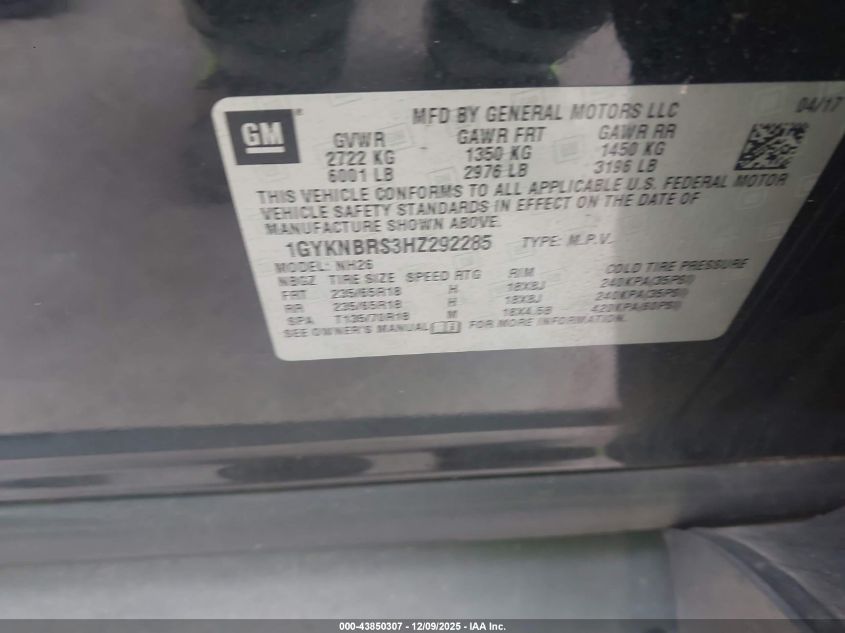 GM MFD BY GENERAL MOTORS LLC 04/17
GVWR GAWR FRT GAWR RR
2722 KG 1350 KG 1450 KG
6001 LB 2976 LB 3196 LB
THIS VEHICLE CONFORMS TO ALL APPLICABLE U.S. FEDERAL MOTOR
VEHICLE SAFETY STANDARDS IN EFFECT ON THE DATE OF
MANUFACTURE SHOWN ABOVE.
1GYKNBRS3HZ292285 TYPE: M.P.V.
MODEL: NH26
NBGZ TIRE SIZE SPEED RTG RIM COLD TIRE PRESSURE
FRT 235/65R18 H 18X8J 240KPA(35PSI)
RR 235/65R18 H 18X8J 240KPA(35PSI)
SPA T135/70R18 M 18X4.5B 420KPA(60PSI)
SEE OWNER'S MANUAL FOR MORE INFORMATION.
000-43850307 - 12/09/2025 - IAA Inc.